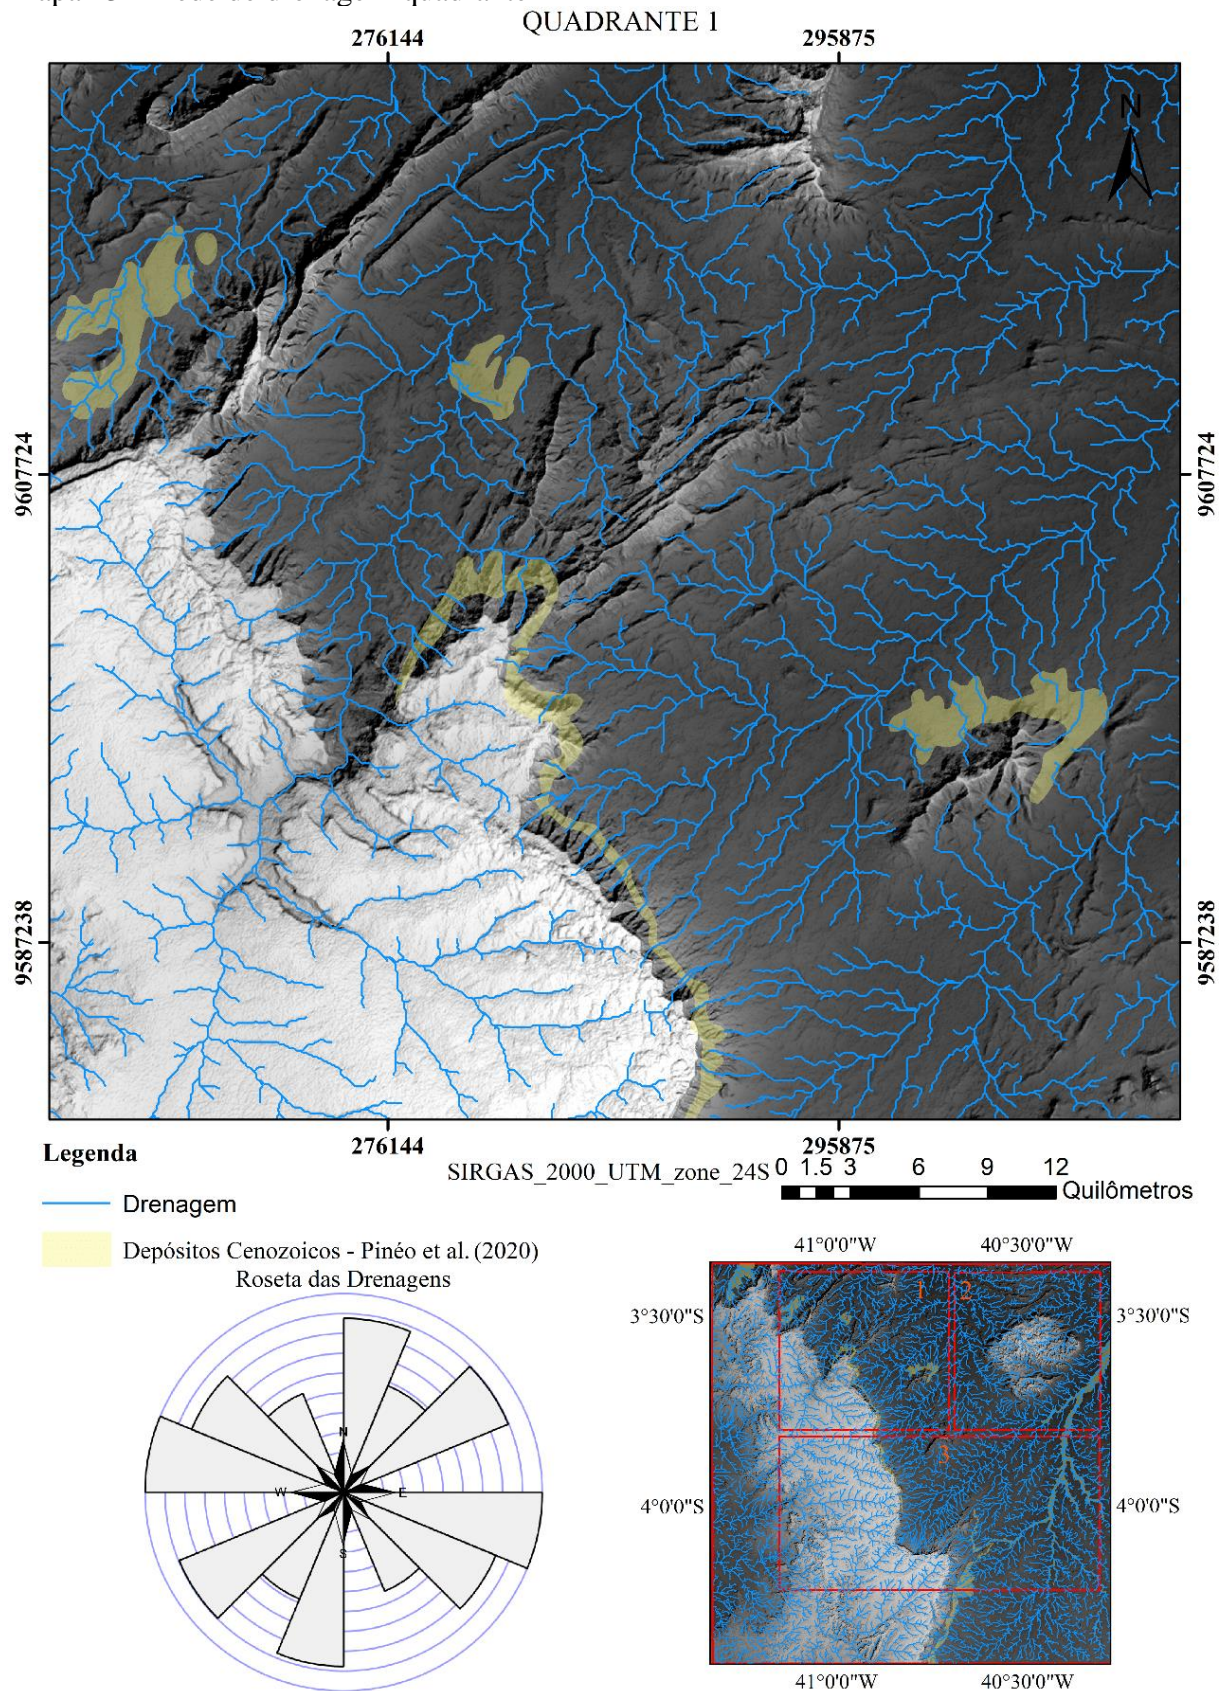 QUADRANTE 1
276144 295875
N
9607724 9607724
9587238 9587238
276144 295875
Legenda
SIRGAS_2000_UTM_zone_24S
0 1.5 3 6 9 12
Quilômetros
Drenagem
Depósitos Cenozoicos - Pinéo et al. (2020)
Roseta das Drenagens
N
W E
S
41°0'0"W 40°30'0"W
3°30'0"S 3°30'0"S
1 2
3
4°0'0"S 4°0'0"S
41°0'0"W 40°30'0"W